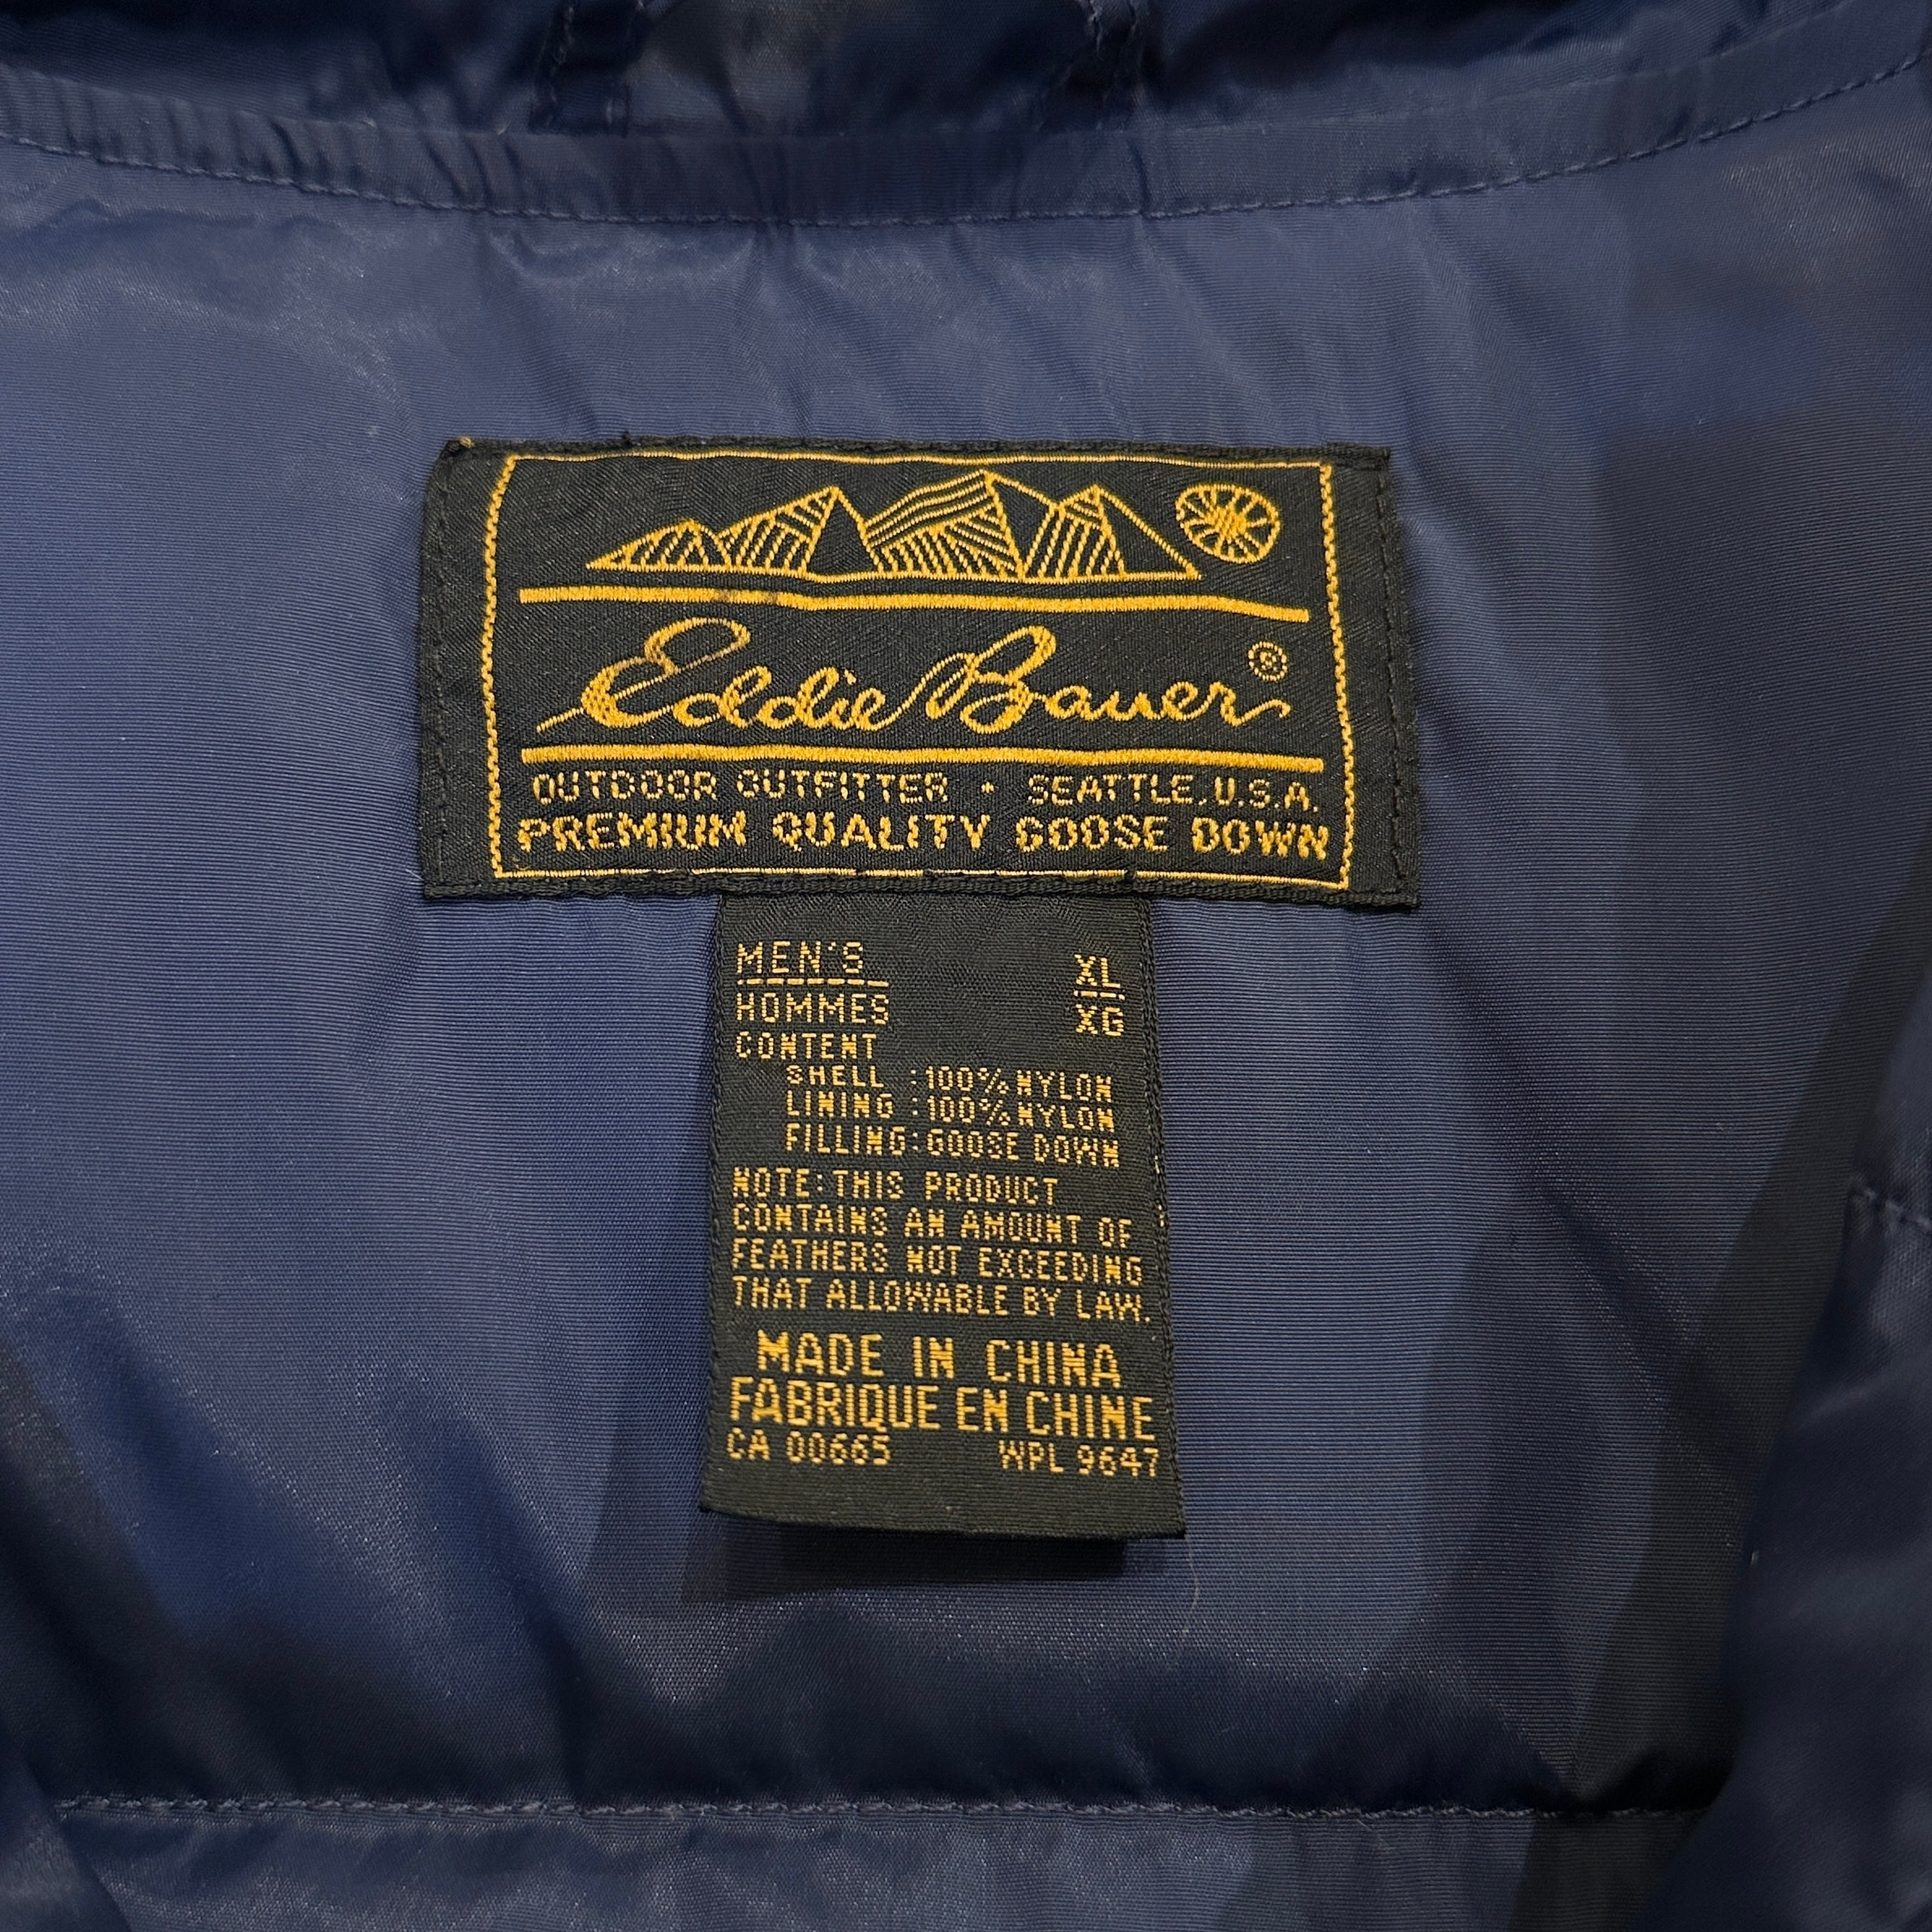 Eddie Bauer ®
OUTDOOR OUTFITTER • SEATTLE, U.S.A.
PREMIUM QUALITY GOOSE DOWN
MEN'S XL
HOMMES XG
CONTENT
SHELL :100% NYLON
LINING :100% NYLON
FILLING:GOOSE DOWN
NOTE:THIS PRODUCT
CONTAINS AN AMOUNT OF
FEATHERS NOT EXCEEDING
THAT ALLOWABLE BY LAW.
MADE IN CHINA
FABRIQUE EN CHINE
CA 00665 WPL 9647